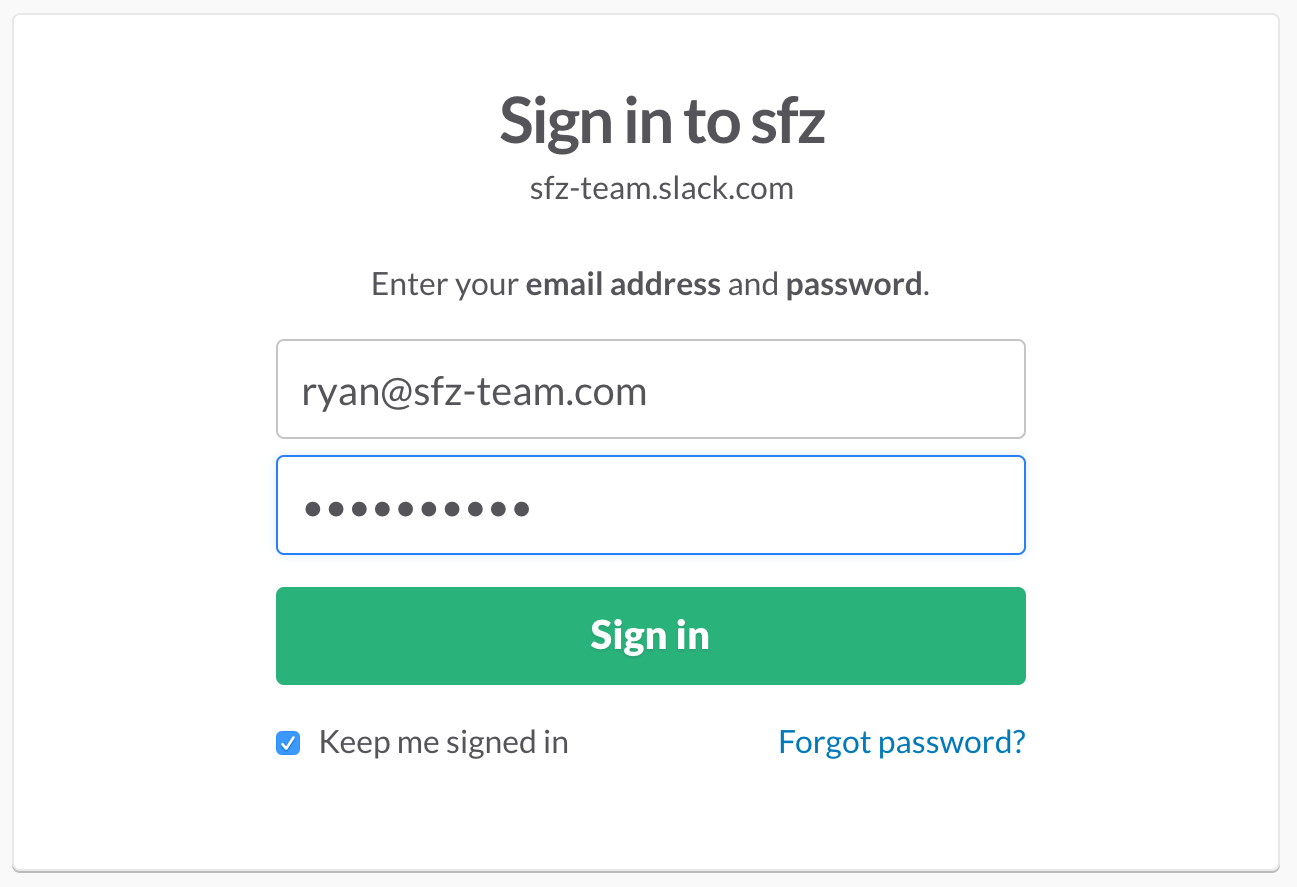 Sign in to sfz
sfz-team.slack.com
Enter your email address and password.
ryan@sfz-team.com
••••••••••
Sign in
Keep me signed in
Forgot password?